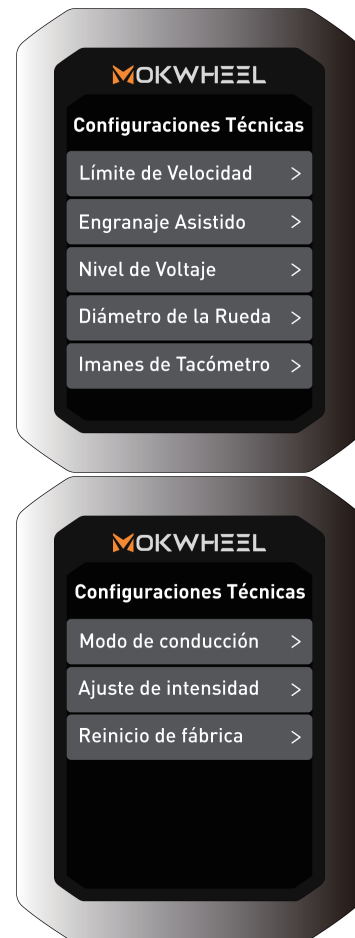 MOKWHEEL
Configuraciones Técnicas
Límite de Velocidad >
Engranaje Asistido >
Nivel de Voltaje >
Diámetro de la Rueda >
Imanes de Tacómetro >
MOKWHEEL
Configuraciones Técnicas
Modo de conducción >
Ajuste de intensidad >
Reinicio de fábrica >